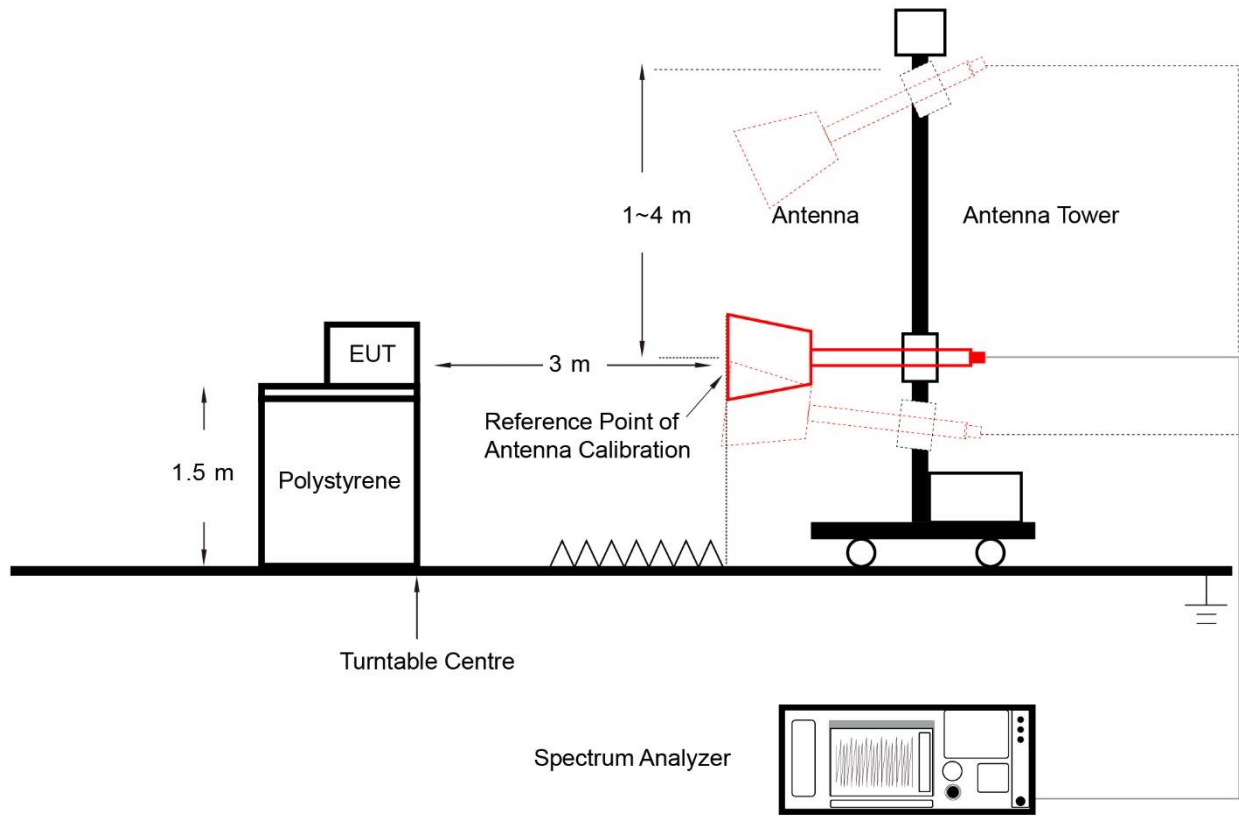 1~4 m
Antenna
Antenna Tower
EUT
3 m
Reference Point of
Antenna Calibration
1.5 m
Polystyrene
Turntable Centre
Spectrum Analyzer